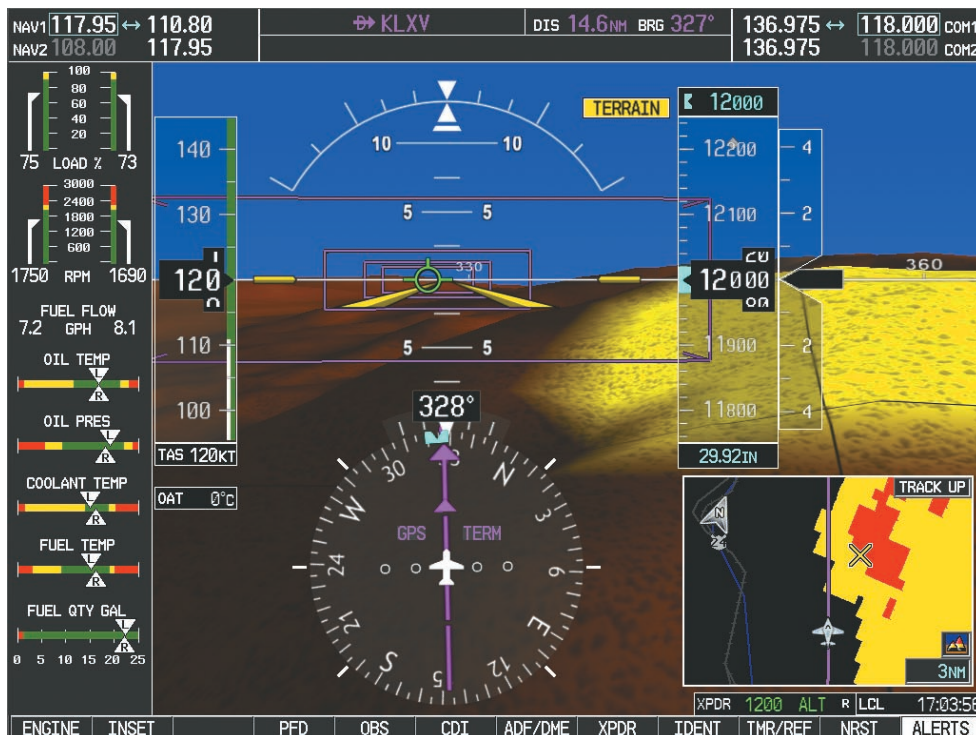 NAV1 117.95 ↔ 110.80
NAV2 108.00 117.95
D→ KLXV
DIS 14.6NM BRG 327°
136.975 ↔ 118.000 COM1
136.975 118.000 COM2
100
80
60
40
20
75 LOAD % 73
3000
2400
1800
1200
600
1750 RPM 1690
FUEL FLOW
7.2 GPH 8.1
OIL TEMP
L
R
OIL PRES
L
R
COOLANT TEMP
L
R
FUEL TEMP
L
R
FUEL QTY GAL
L
R
0 5 10 15 20 25
140
130
120
110
100
TAS 120KT
OAT 0°C
10 10
5 5
330
5 5
TERRAIN
12000
12200
12100
20
12000
80
11900
11800
29.92IN
4
2
2
4
360
328°
N
3
6
E
12
15
S
21
24
W
30
33
GPS TERM
TRACK UP
N
24
3NM
XPDR 1200 ALT R LCL 17:03:56
ENGINE INSET PFD OBS CDI ADF/DME XPDR IDENT TMR/REF NRST ALERTS